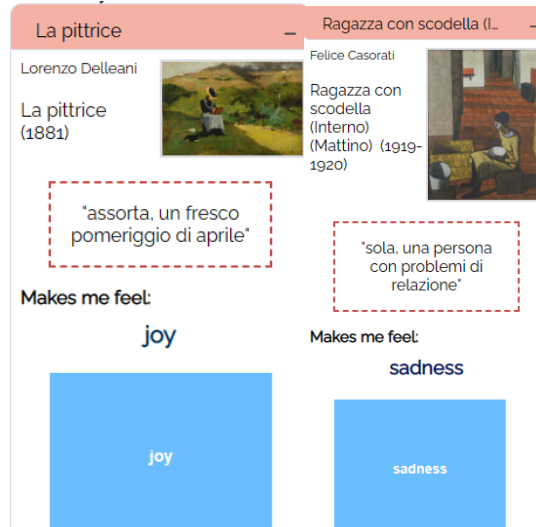 La pittrice
Lorenzo Delleani
La pittrice
(1881)
"assorta, un fresco
pomeriggio di aprile"
Makes me feel:
joy
joy
Ragazza con scodella (I...
Felice Casorati
Ragazza con
scodella
(Interno)
(Mattino) (1919-
1920)
"sola, una persona
con problemi di
relazione"
Makes me feel:
sadness
sadness